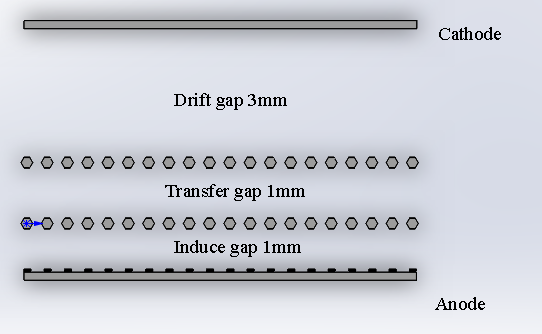 Cathode
Drift gap 3mm
Transfer gap 1mm
Induce gap 1mm
Anode